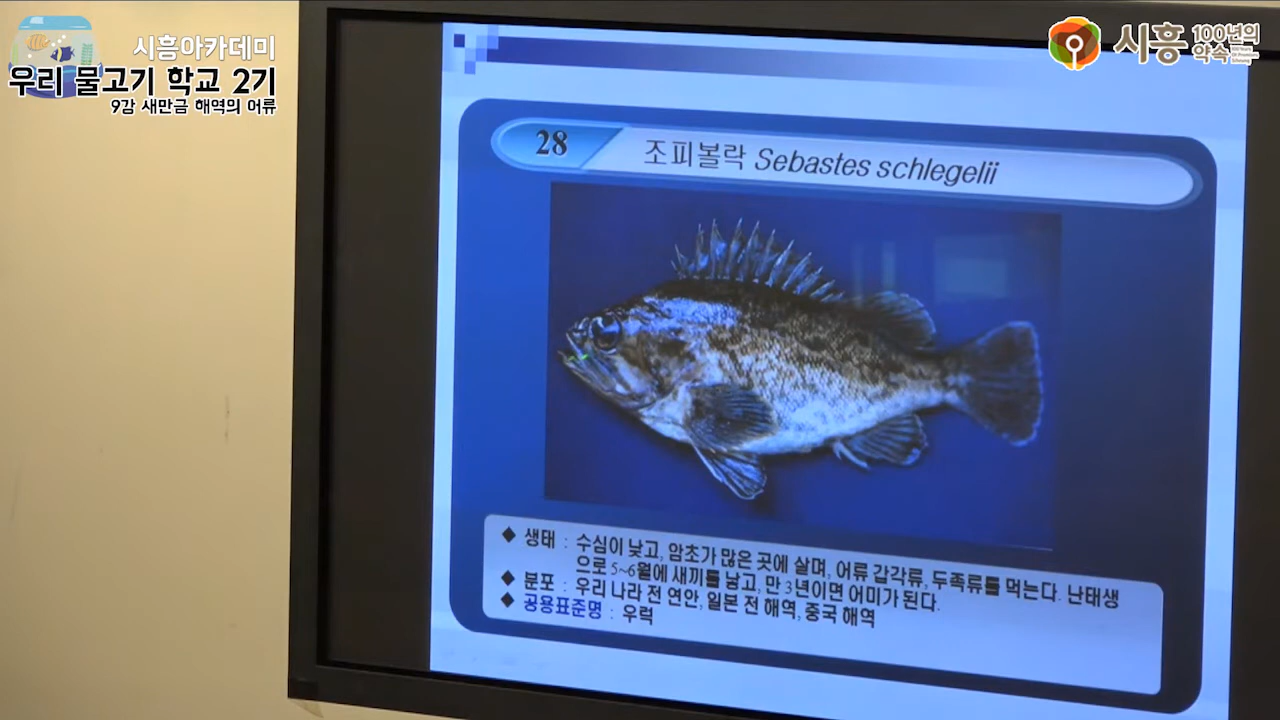 시흥아카데미
우리 물고기 학교 2기
9강 새만금 해역의 어류
시흥 100년의 약속
28
조피볼락 Sebastes schlegelii
◆ 생태 : 수심이 낮고, 암초가 많은 곳에 살며, 어류 갑각류, 두족류를 먹는다. 난태생
으로 5~6월에 새끼를 낳고, 만 3년이면 어미가 된다.
◆ 분포 : 우리 나라 전 연안, 일본 전 해역, 중국 해역
◆ 공용표준명 : 우럭